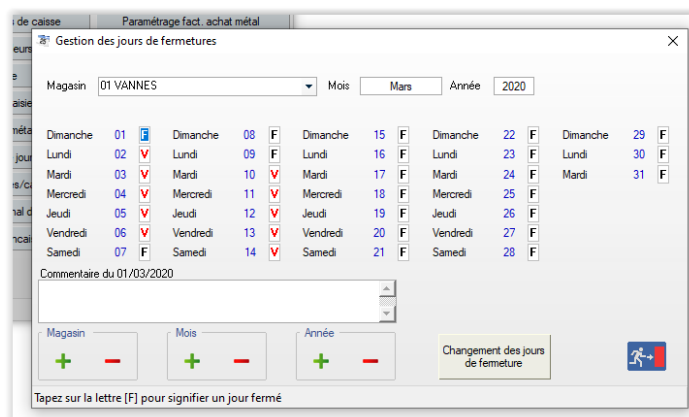 de caisse Paramétrage fact. achat métal
Gestion des jours de fermetures
Magasin 01 VANNES Mois Mars Année 2020
Dimanche 01 F Dimanche 08 F Dimanche 15 F Dimanche 22 F Dimanche 29 F
Lundi 02 V Lundi 09 F Lundi 16 F Lundi 23 F Lundi 30 F
Mardi 03 V Mardi 10 V Mardi 17 F Mardi 24 F Mardi 31 F
Mercredi 04 V Mercredi 11 V Mercredi 18 F Mercredi 25 F
Jeudi 05 V Jeudi 12 V Jeudi 19 F Jeudi 26 F
Vendredi 06 V Vendredi 13 V Vendredi 20 F Vendredi 27 F
Samedi 07 F Samedi 14 V Samedi 21 F Samedi 28 F
Commentaire du 01/03/2020
Magasin Mois Année
Changement des jours
de fermeture
Tapez sur la lettre [F] pour signifier un jour fermé